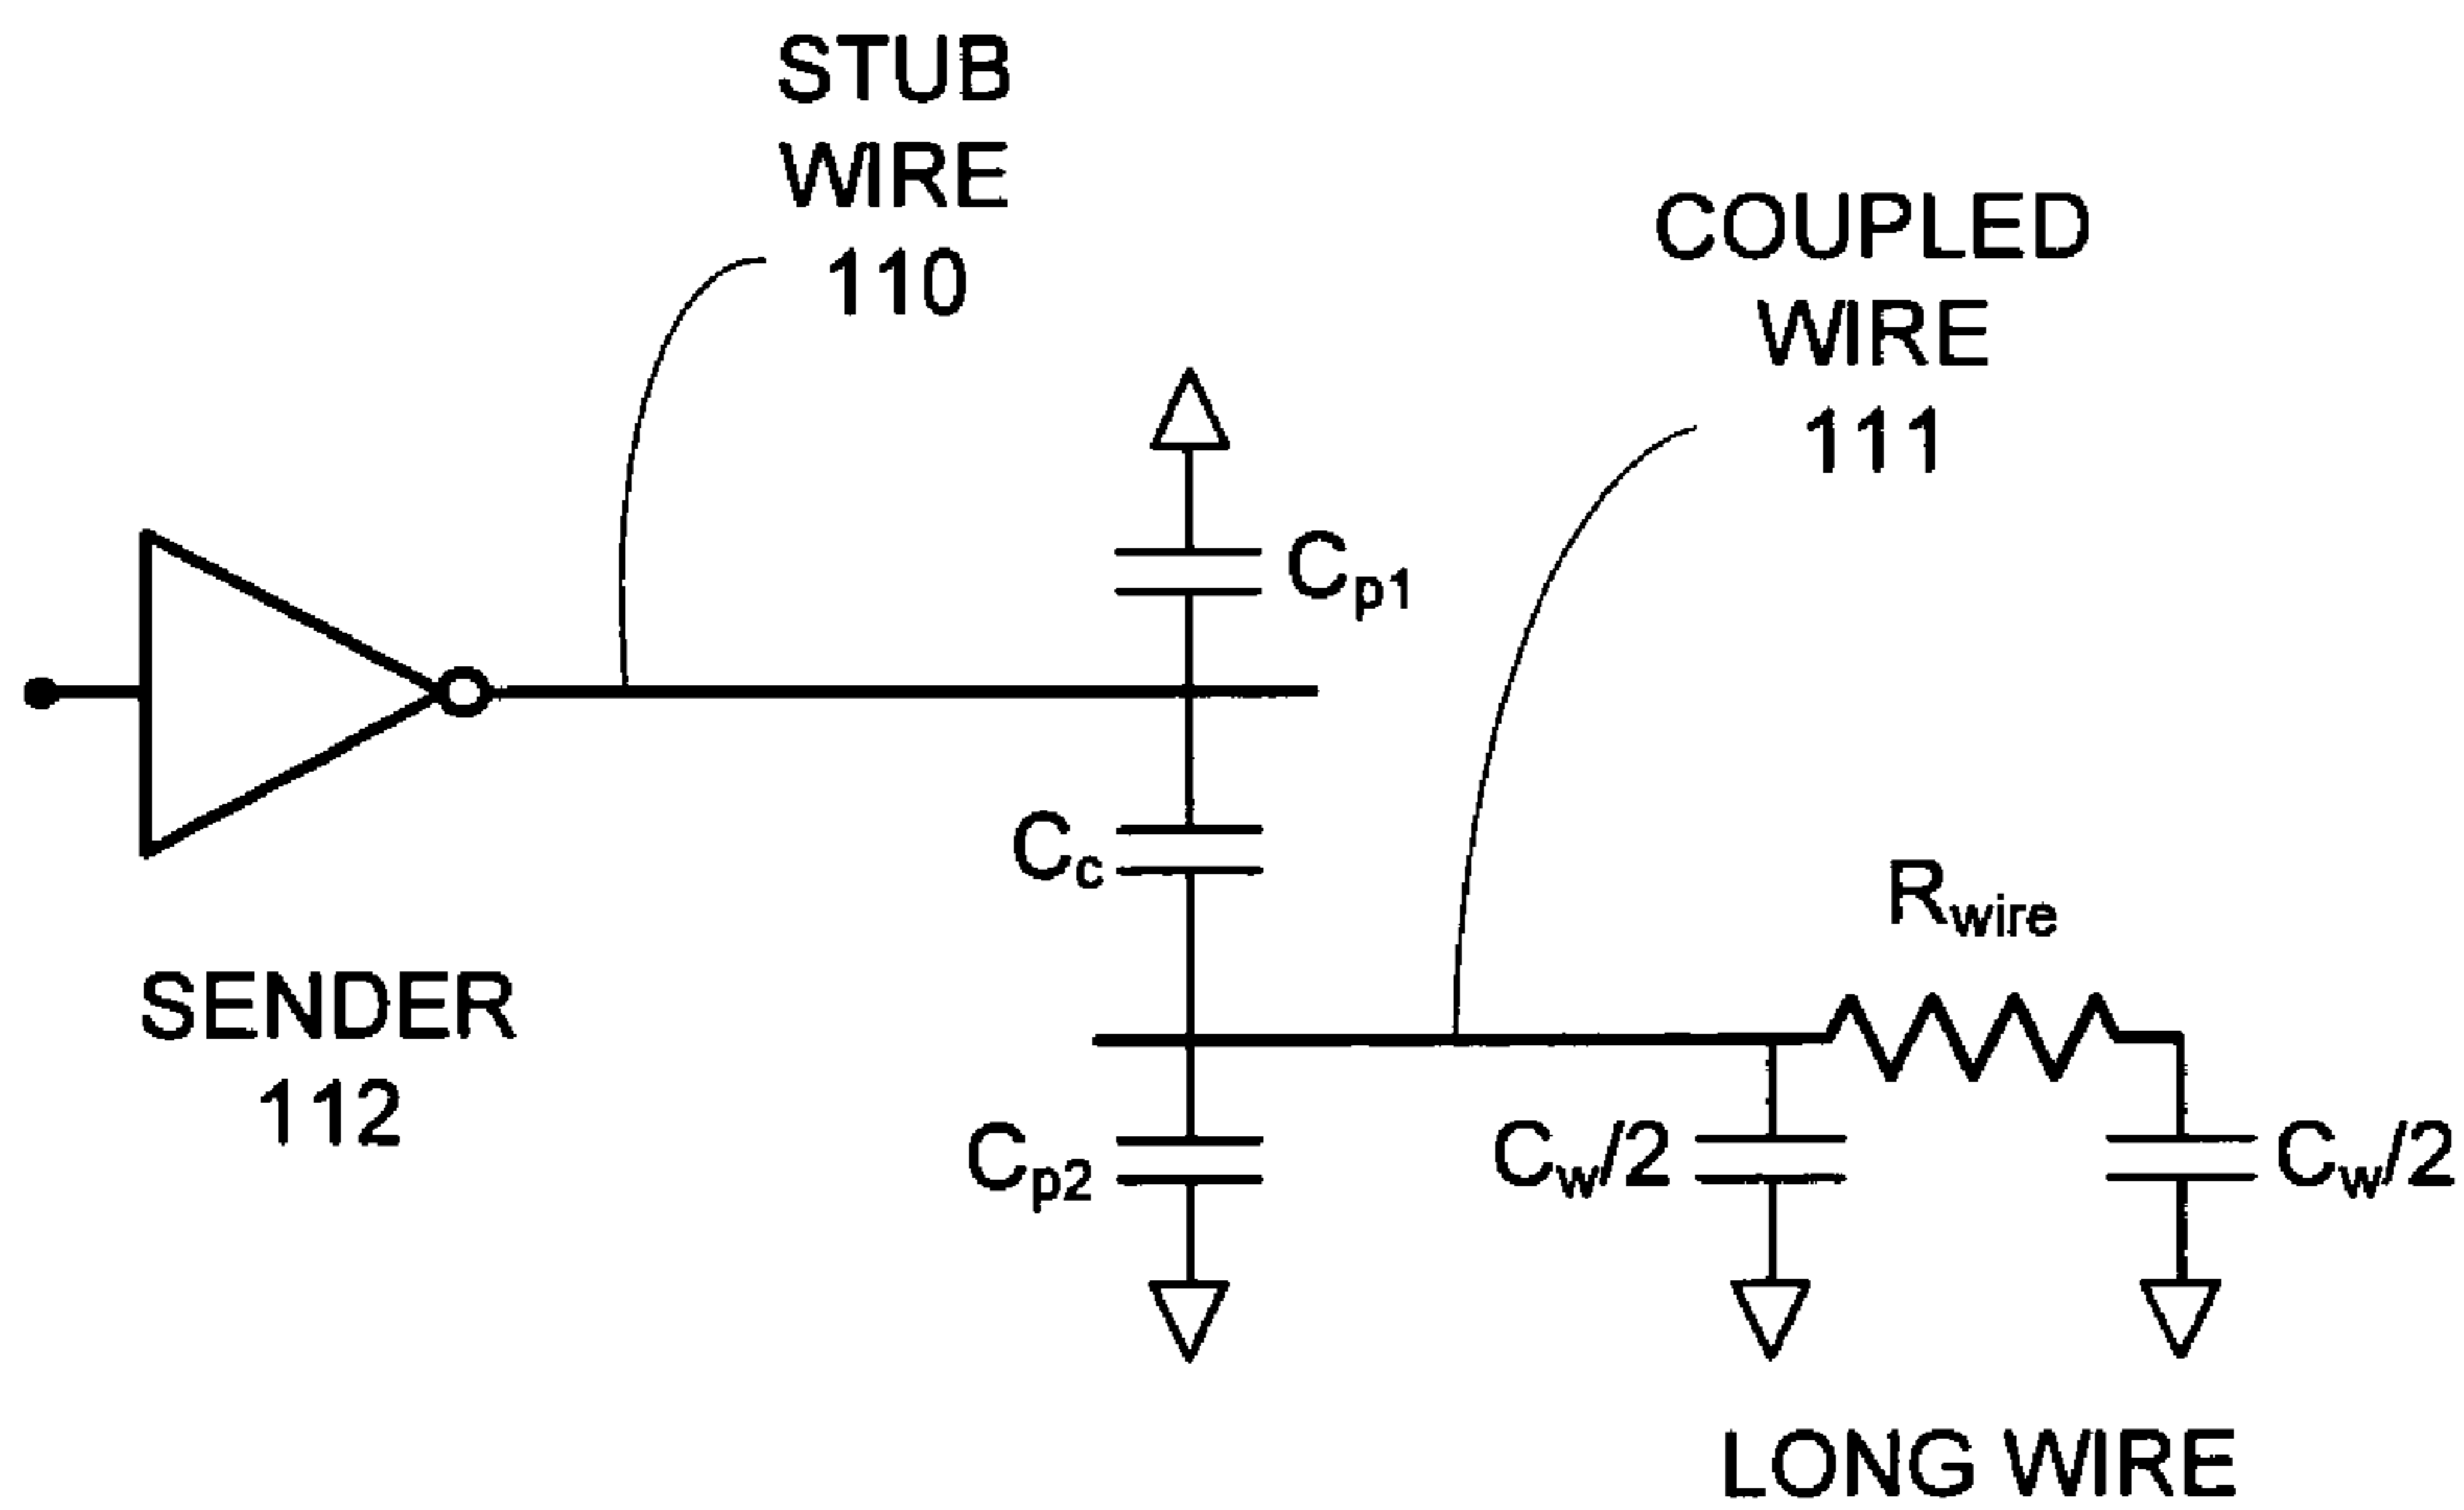 STUB
WIRE
110
COUPLED
WIRE
111
Cp1
Cc
Rwire
SENDER
112
Cp2
Cw/2
Cw/2
LONG WIRE